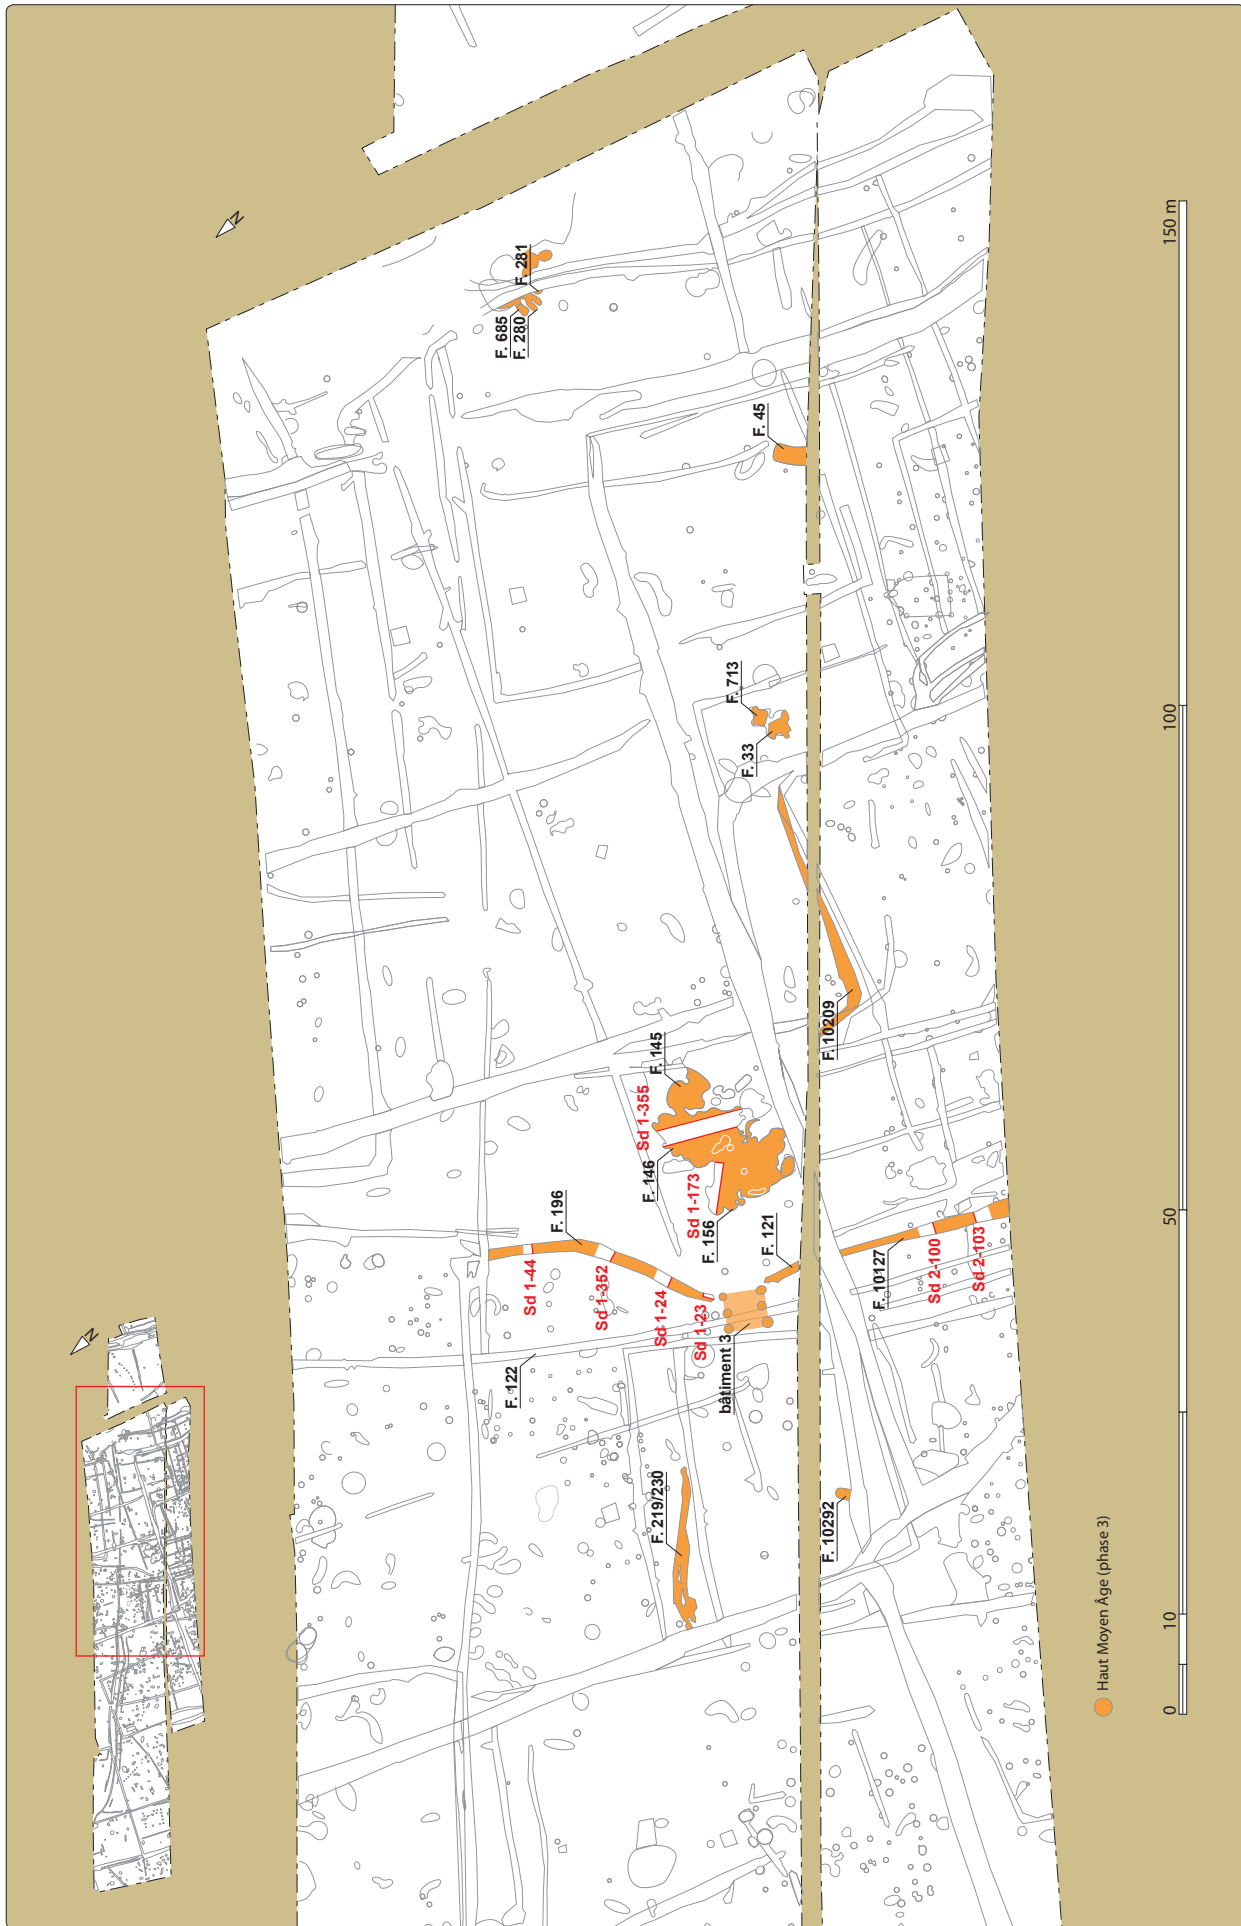 N
N
F. 685
F. 280
F. 281
F. 45
F. 713
F. 33
F. 145
Sd 1-355
F. 146
Sd 1-173
F. 156
F. 10209
F. 196
Sd 1-44
Sd 1-352
Sd 1-24
Sd 1-23
F. 121
bâtiment 3
F. 10127
Sd 2-100
Sd 2-103
F. 122
F. 219/230
F. 10292
Haut Moyen Âge (phase 3)
0
10
50
100
150 m